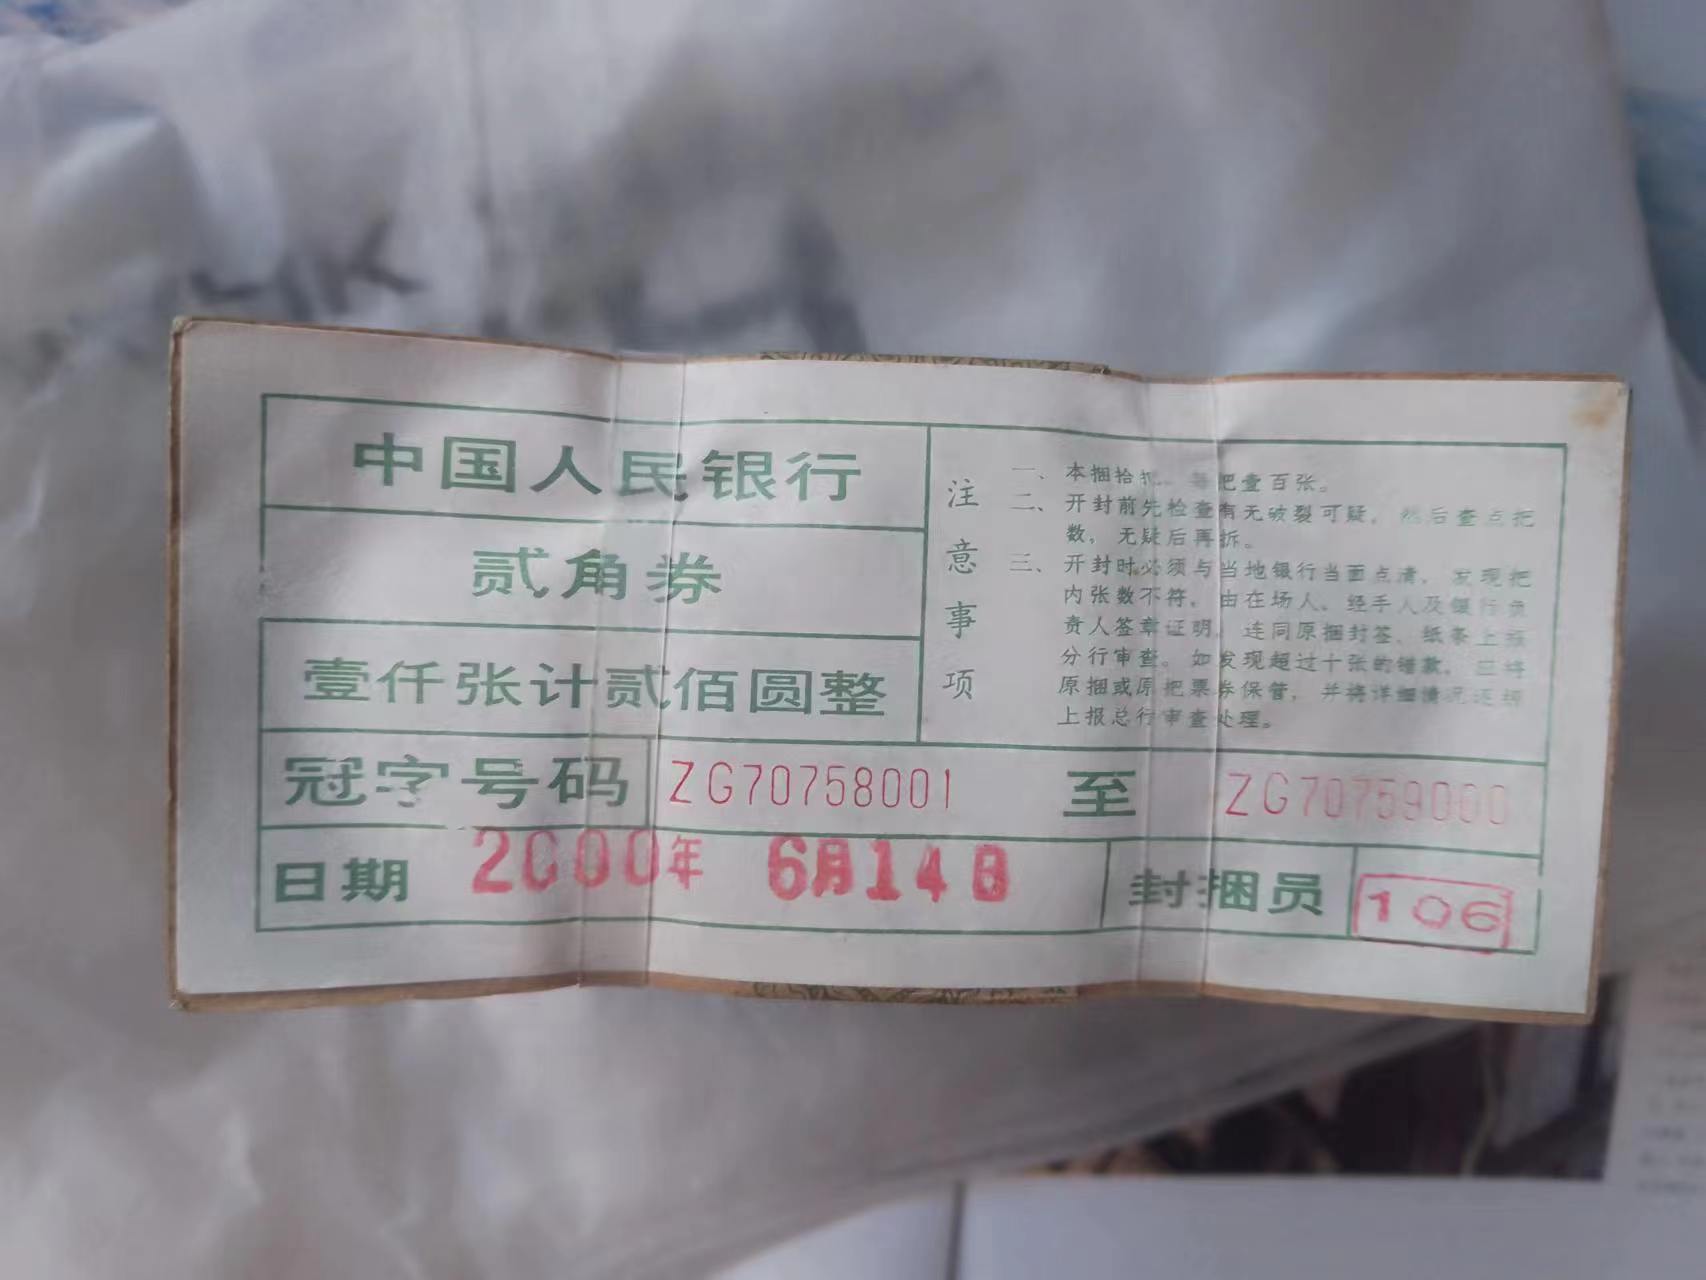 中国人民银行
贰角券
壹仟张计贰佰圆整
注意事项
一、本捆拾把、每把壹百张。
二、开封前先检查有无破裂可疑，然后查点把
数，无疑后再拆。
三、开封时必须与当地银行当面点清，发现把
内张数不符，由在场人、经手人及银行负
责人签章证明，连同原捆封签、纸条上报
分行审查。如发现超过十张的错款，应将
原捆或原把票券保管，并将详细情况逐级
上报总行审查处理。
冠字号码 ZG70758001 至 ZG70759000
日期 2000年 6月14日 封捆员 106